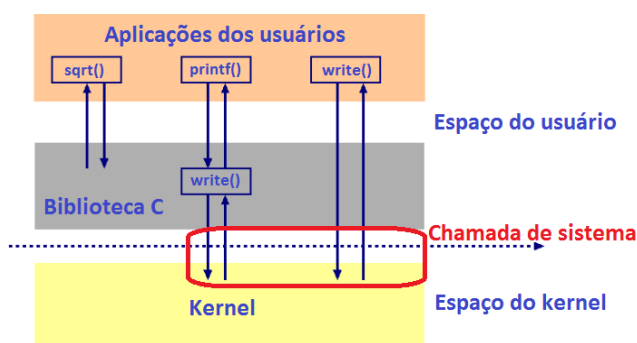 Aplicações dos usuários
sqrt()
printf()
write()
Espaço do usuário
write()
Biblioteca C
Chamada de sistema
Kernel
Espaço do kernel